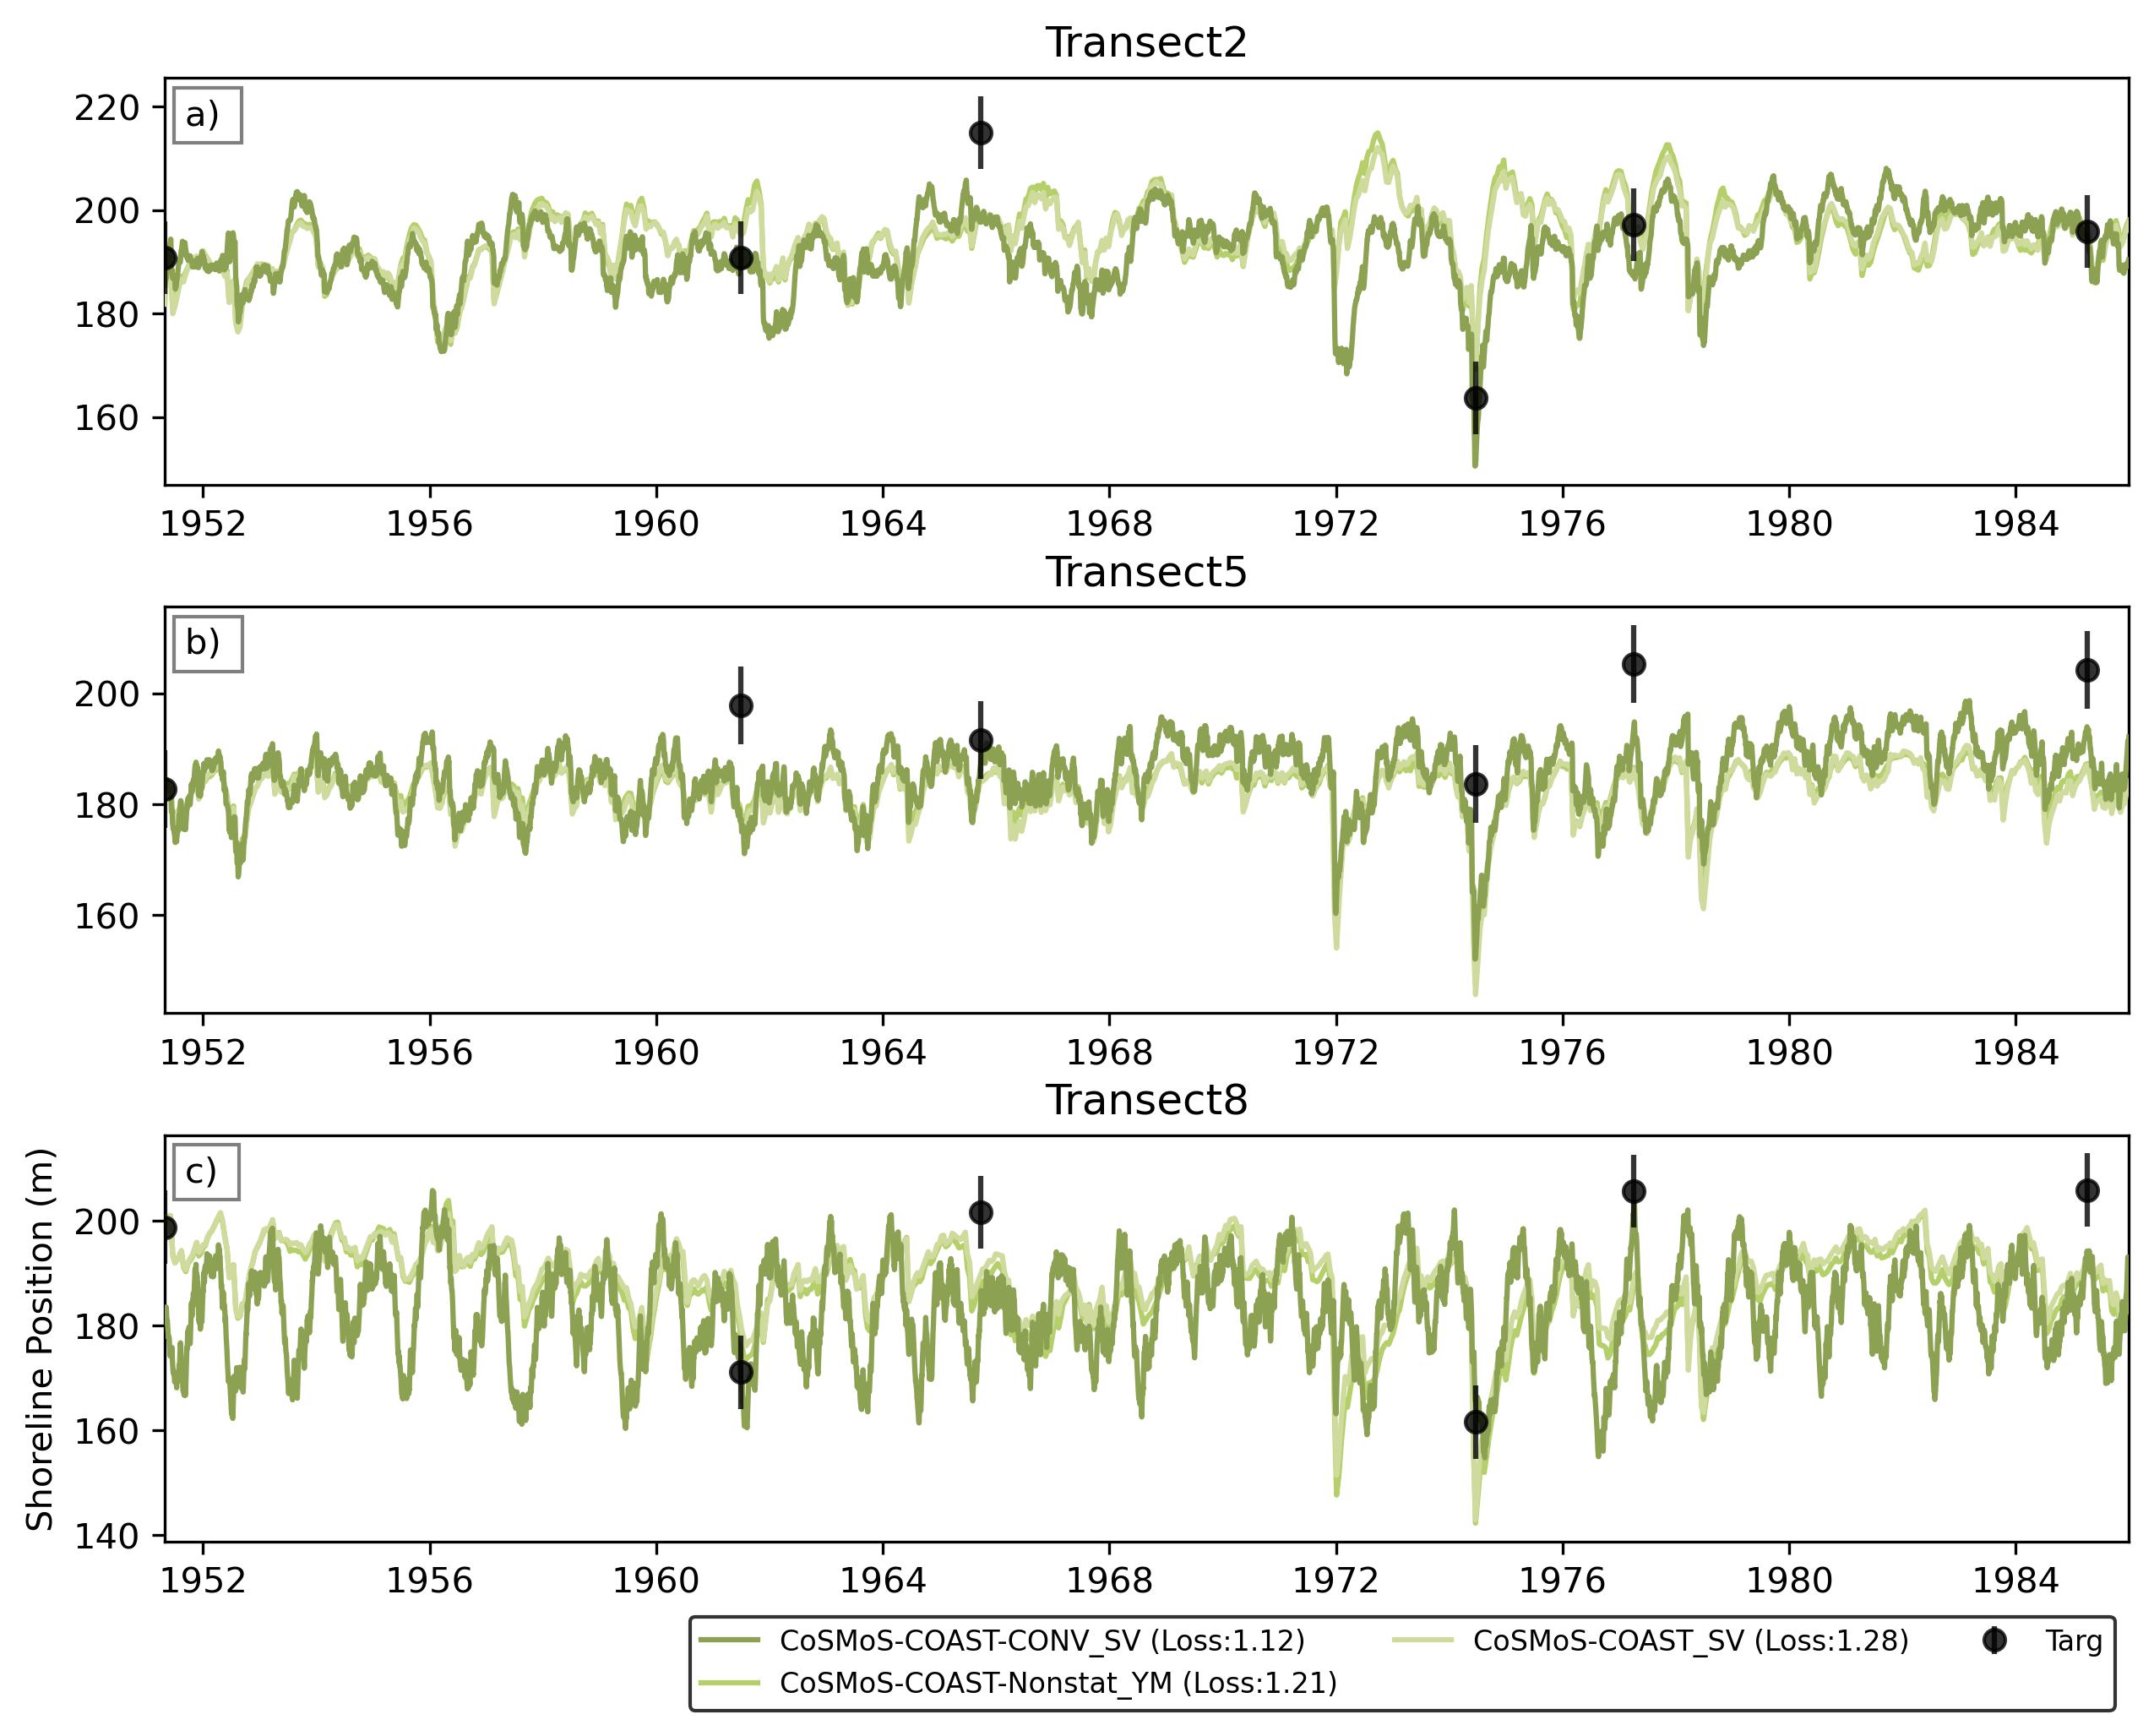 Transect2
a)
220
200
180
160
1952 1956 1960 1964 1968 1972 1976 1980 1984
Transect5
b)
200
180
160
1952 1956 1960 1964 1968 1972 1976 1980 1984
Transect8
c)
Shoreline Position (m)
200
180
160
140
1952 1956 1960 1964 1968 1972 1976 1980 1984
CoSMoS-COAST-CONV_SV (Loss:1.12) CoSMoS-COAST_SV (Loss:1.28) Targ
CoSMoS-COAST-Nonstat_YM (Loss:1.21)